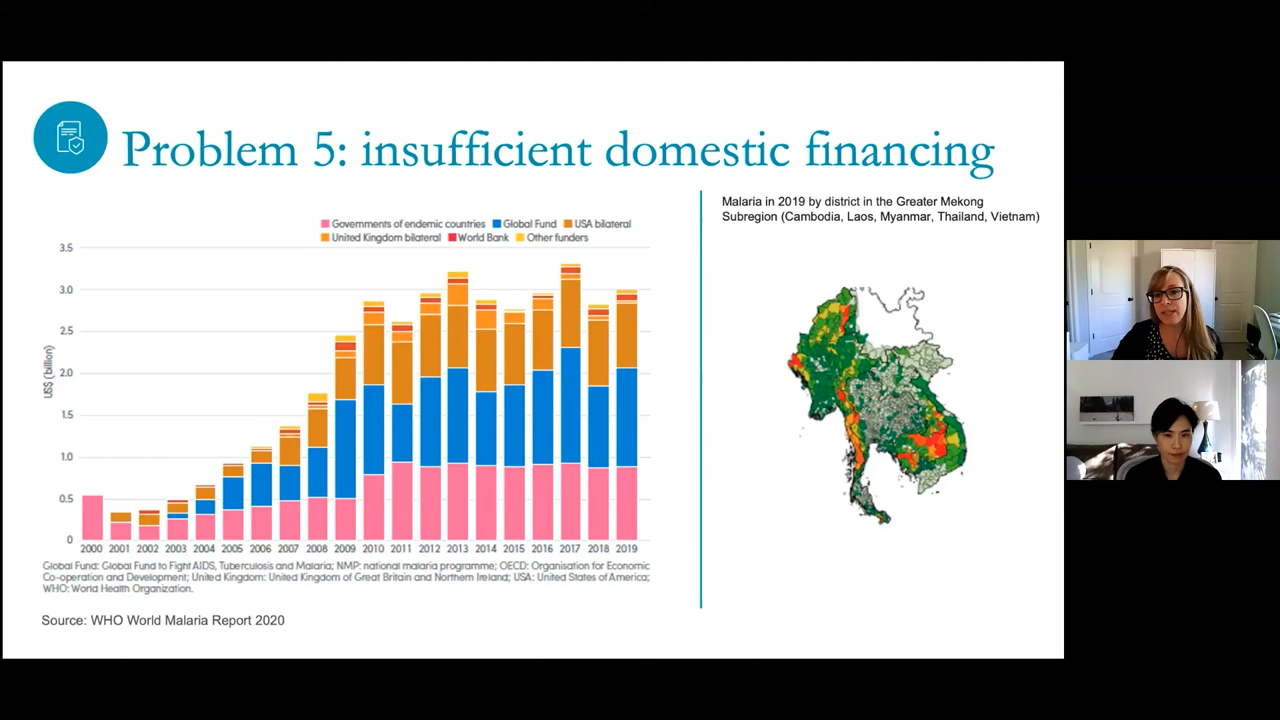 Problem 5: insufficient domestic financing
Governments of endemic countries Global Fund USA bilateral
United Kingdom bilateral World Bank Other funders
3.5
3.0
2.5
2.0
1.5
1.0
0.5
0
US$ (billion)
2000 2001 2002 2003 2004 2005 2006 2007 2008 2009 2010 2011 2012 2013 2014 2015 2016 2017 2018 2019
Global Fund: Global Fund to Fight AIDS, Tuberculosis and Malaria; NMP: national malaria programme; OECD: Organisation for Economic
Co-operation and Development; United Kingdom: United Kingdom of Great Britain and Northern Ireland; USA: United States of America;
WHO: World Health Organization.
Source: WHO World Malaria Report 2020
Malaria in 2019 by district in the Greater Mekong
Subregion (Cambodia, Laos, Myanmar, Thailand, Vietnam)